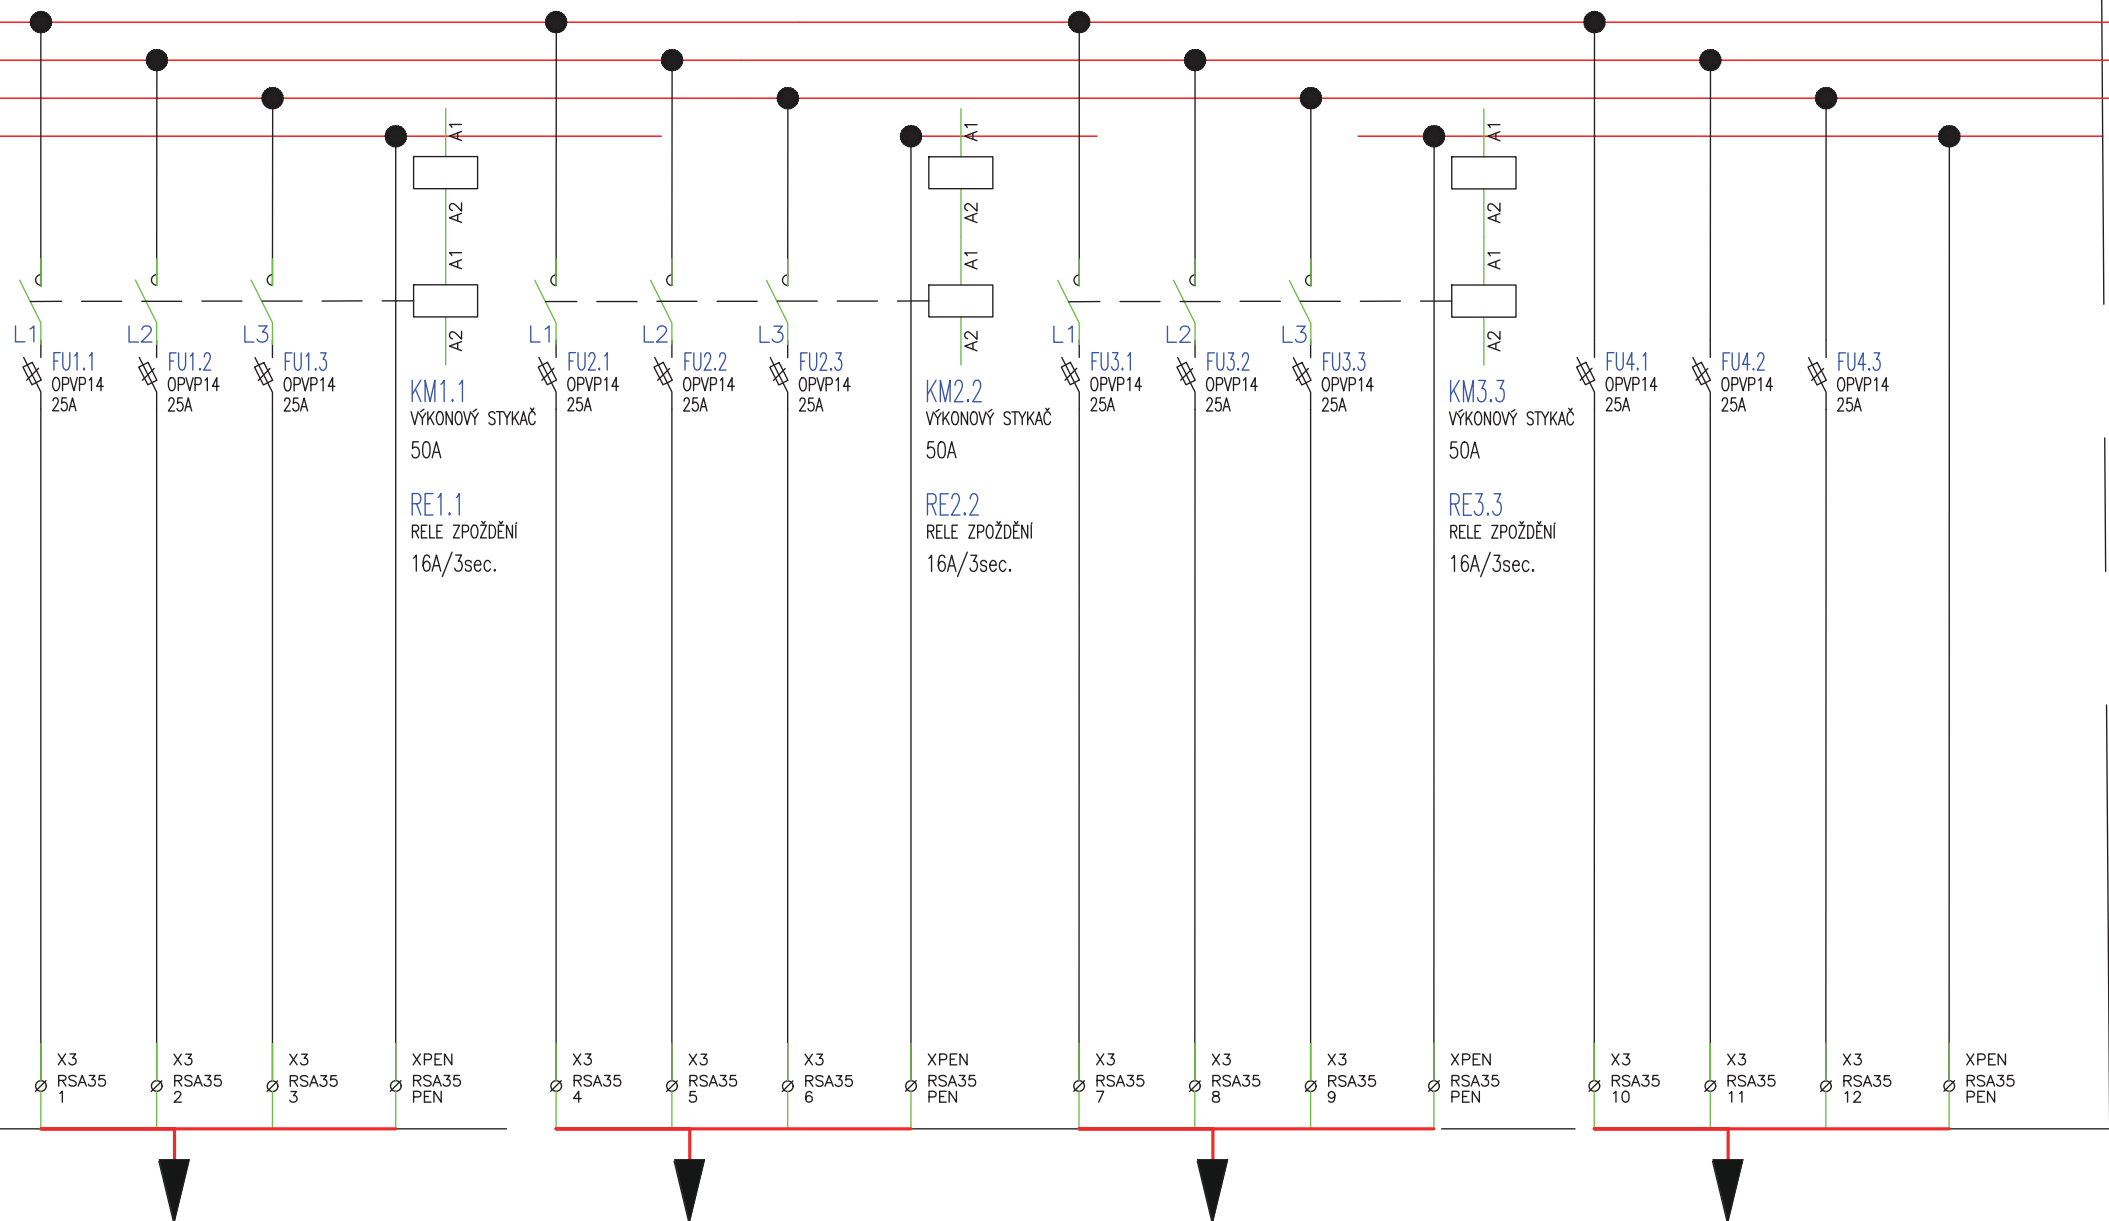 A1
A2
A1
A2
L1
L2
L3
FU1.1
OPVP14
25A
FU1.2
OPVP14
25A
FU1.3
OPVP14
25A
KM1.1
VÝKONOVÝ STYKAČ
50A
RE1.1
RELE ZPOŽDĚNÍ
16A/3sec.
A1
A2
A1
A2
L1
L2
L3
FU2.1
OPVP14
25A
FU2.2
OPVP14
25A
FU2.3
OPVP14
25A
KM2.2
VÝKONOVÝ STYKAČ
50A
RE2.2
RELE ZPOŽDĚNÍ
16A/3sec.
A1
A2
A1
A2
L1
L2
L3
FU3.1
OPVP14
25A
FU3.2
OPVP14
25A
FU3.3
OPVP14
25A
KM3.3
VÝKONOVÝ STYKAČ
50A
RE3.3
RELE ZPOŽDĚNÍ
16A/3sec.
FU4.1
OPVP14
25A
FU4.2
OPVP14
25A
FU4.3
OPVP14
25A
X3
RSA35
1
X3
RSA35
2
X3
RSA35
3
XPEN
RSA35
PEN
X3
RSA35
4
X3
RSA35
5
X3
RSA35
6
XPEN
RSA35
PEN
X3
RSA35
7
X3
RSA35
8
X3
RSA35
9
XPEN
RSA35
PEN
X3
RSA35
10
X3
RSA35
11
X3
RSA35
12
XPEN
RSA35
PEN